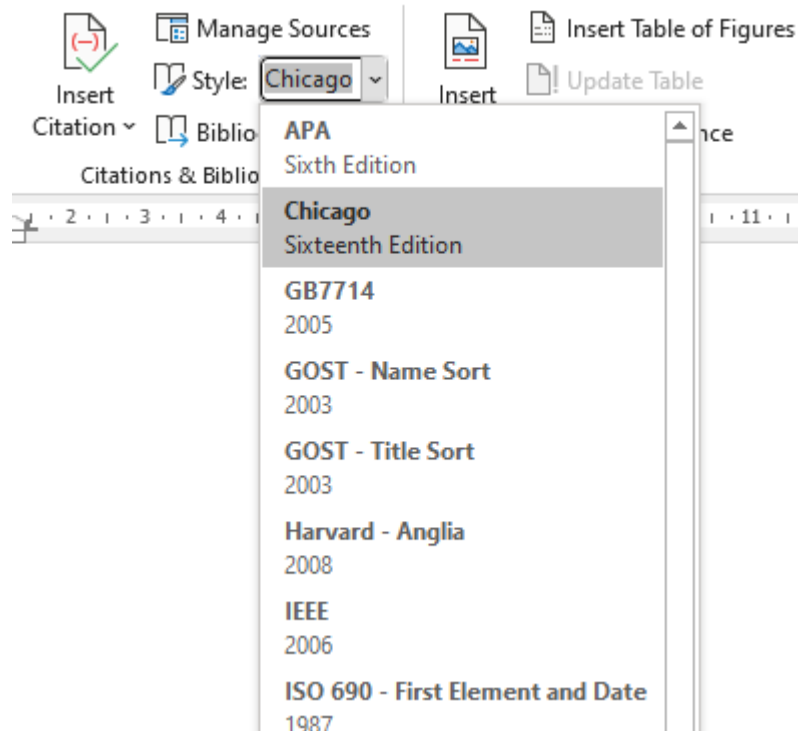 Manage Sources
Insert Table of Figures
Style: Chicago
Update Table
Insert
Citation
Insert
Biblio
nce
Citations & Biblio
2 3 4 11
APA
Sixth Edition
Chicago
Sixteenth Edition
GB7714
2005
GOST - Name Sort
2003
GOST - Title Sort
2003
Harvard - Anglia
2008
IEEE
2006
ISO 690 - First Element and Date
1987